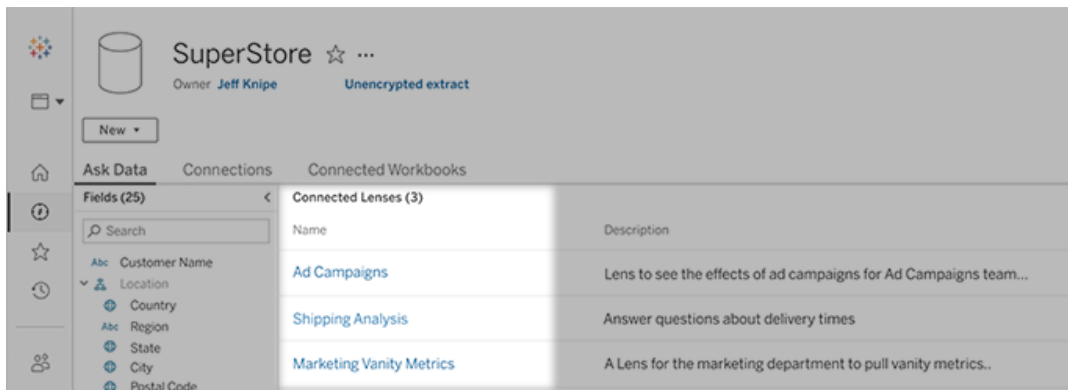 SuperStore ☆ ...
Owner Jeff Knipe Unencrypted extract
New
Ask Data Connections Connected Workbooks
Fields (25)
Search
Abc Customer Name
Location
Country
Abc Region
State
City
Postal Code
Connected Lenses (3)
Name Description
Ad Campaigns Lens to see the effects of ad campaigns for Ad Campaigns team...
Shipping Analysis Answer questions about delivery times
Marketing Vanity Metrics A Lens for the marketing department to pull vanity metrics..